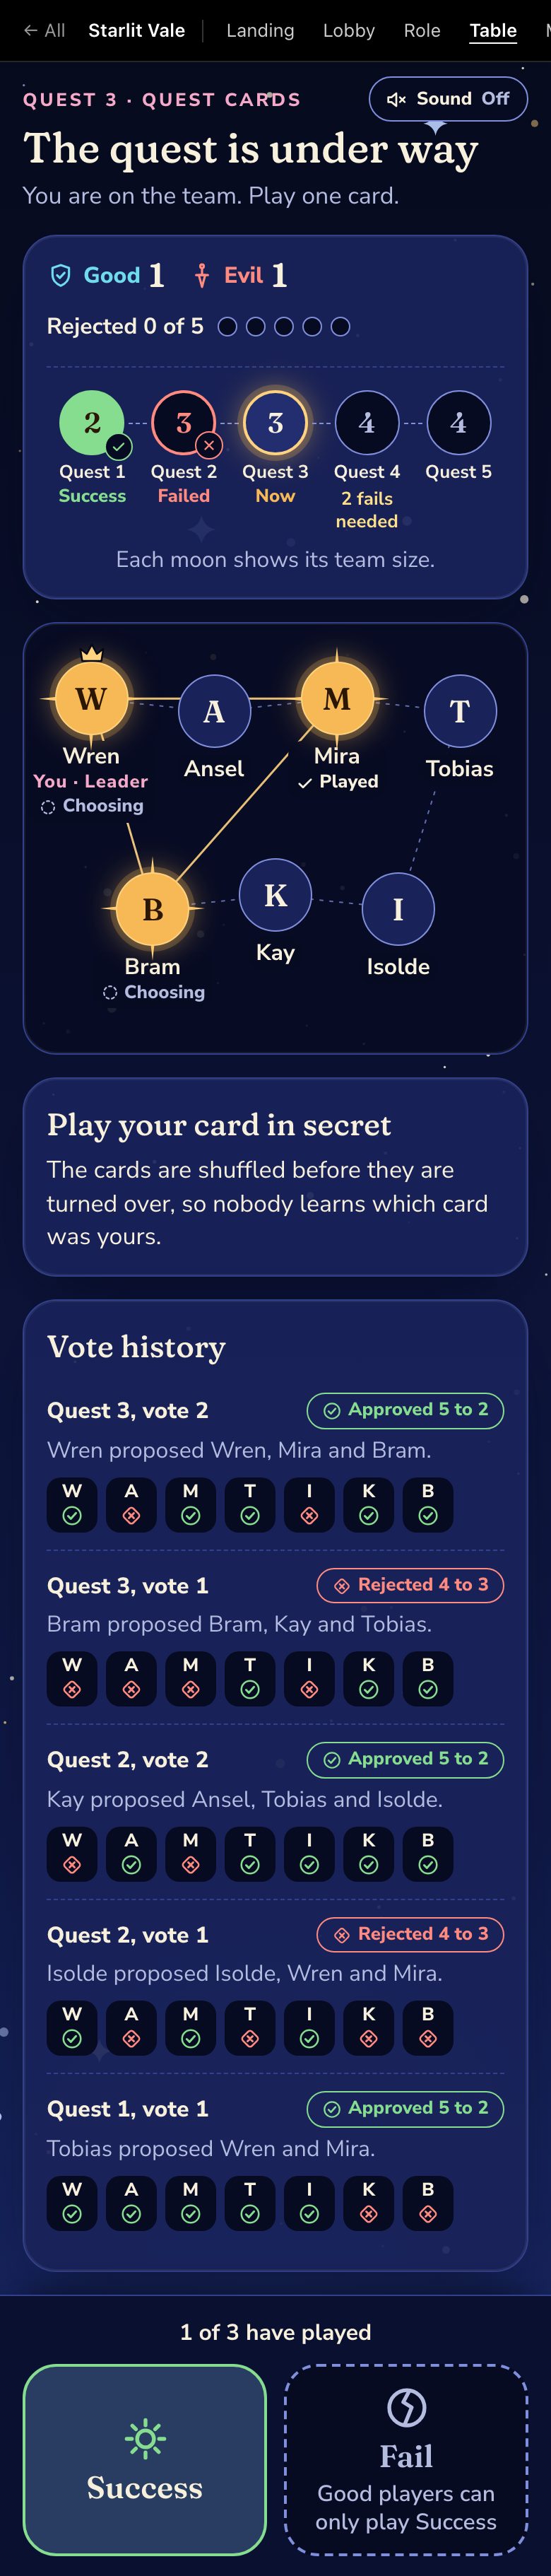 ← All Starlit Vale Landing Lobby Role Table
QUEST 3 · QUEST CARDS
Sound Off
The quest is under way
You are on the team. Play one card.
Good 1 Evil 1
Rejected 0 of 5
2 3 3 4 4
Quest 1 Quest 2 Quest 3 Quest 4 Quest 5
Success Failed Now 2 fails
needed
Each moon shows its team size.
W A M T
Wren Ansel Mira Tobias
You · Leader Played
Choosing
B K I
Bram Kay Isolde
Choosing
Play your card in secret
The cards are shuffled before they are
turned over, so nobody learns which card
was yours.
Vote history
Quest 3, vote 2 Approved 5 to 2
Wren proposed Wren, Mira and Bram.
W A M T I K B
Quest 3, vote 1 Rejected 4 to 3
Bram proposed Bram, Kay and Tobias.
W A M T I K B
Quest 2, vote 2 Approved 5 to 2
Kay proposed Ansel, Tobias and Isolde.
W A M T I K B
Quest 2, vote 1 Rejected 4 to 3
Isolde proposed Isolde, Wren and Mira.
W A M T I K B
Quest 1, vote 1 Approved 5 to 2
Tobias proposed Wren and Mira.
W A M T I K B
1 of 3 have played
Success
Fail
Good players can
only play Success